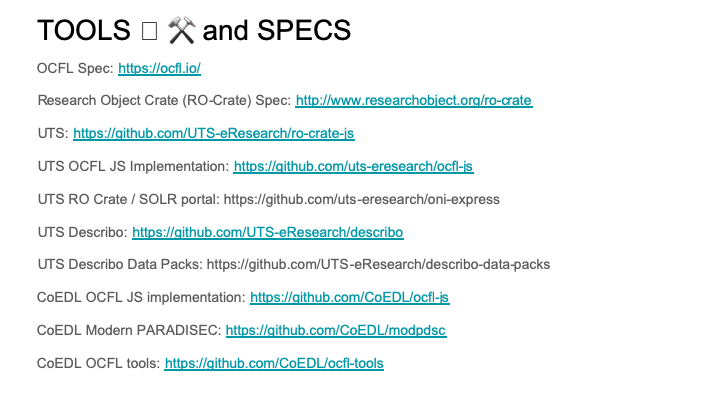 TOOLS ⚒ and SPECS
OCFL Spec: https://ocfl.io/
Research Object Crate (RO-Crate) Spec: http://www.researchobject.org/ro-crate
UTS: https://github.com/UTS-eResearch/ro-crate-js
UTS OCFL JS Implementation: https://github.com/uts-eresearch/ocfl-js
UTS RO Crate / SOLR portal: https://github.com/uts-eresearch/oni-express
UTS Describo: https://github.com/UTS-eResearch/describo
UTS Describo Data Packs: https://github.com/UTS-eResearch/describo-data-packs
CoEDL OCFL JS implementation: https://github.com/CoEDL/ocfl-js
CoEDL Modern PARADISEC: https://github.com/CoEDL/modpdsc
CoEDL OCFL tools: https://github.com/CoEDL/ocfl-tools